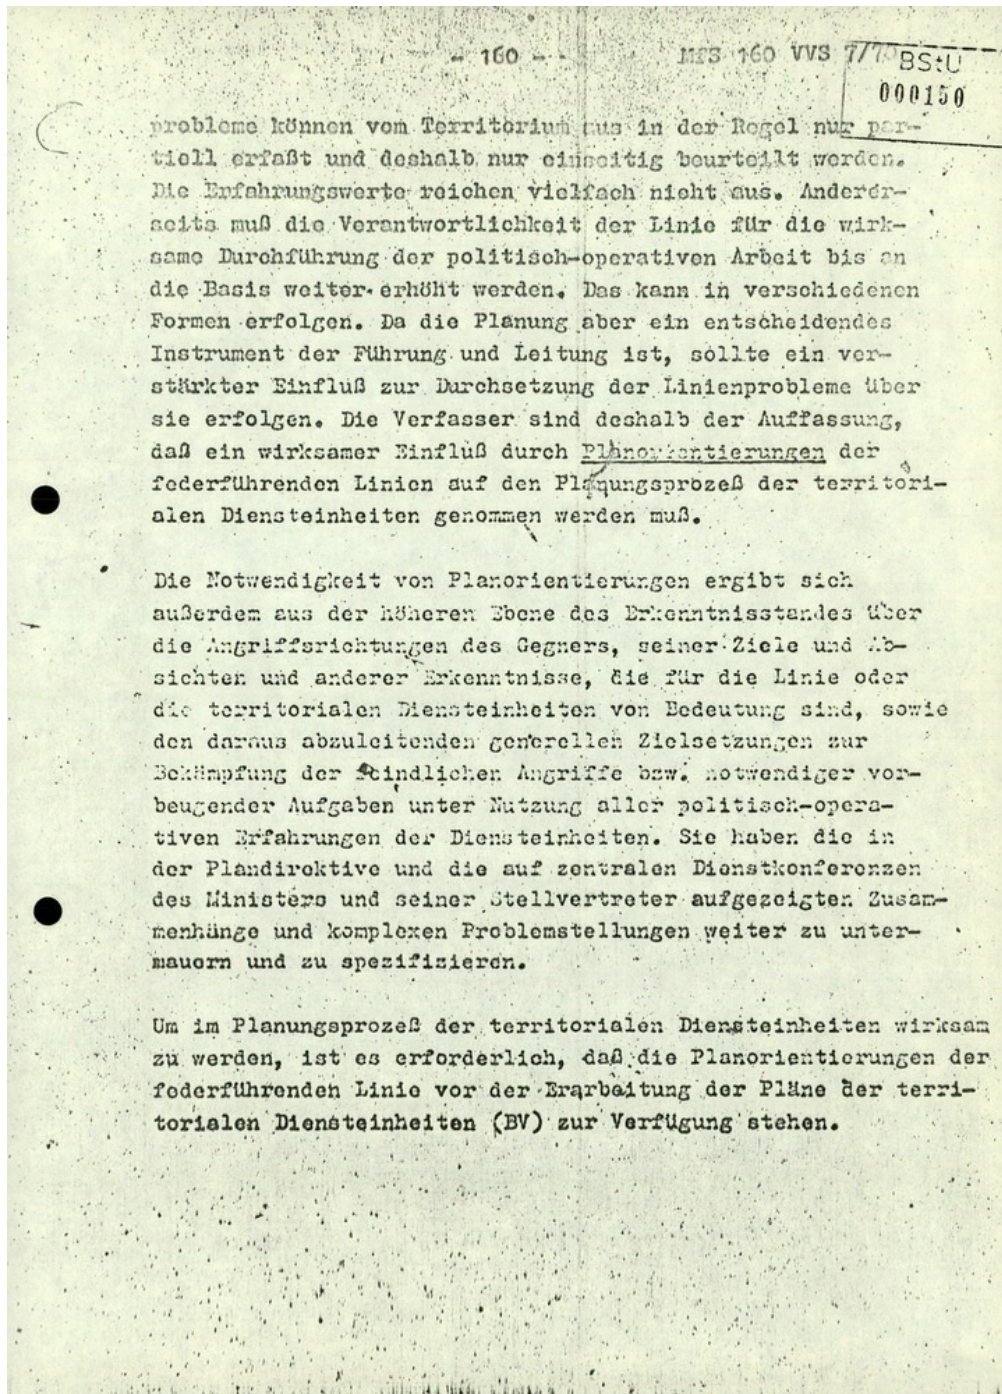 - 160 -
MfS 160 VVS 7/75
BStU
000150
probleme können vom Territorium aus in der Regel nur par-
tiell erfaßt und deshalb nur einseitig beurteilt werden.
Die Erfahrungswerte reichen vielfach nicht aus. Anderer-
seits muß die Verantwortlichkeit der Linie für die wirk-
same Durchführung der politisch-operativen Arbeit bis an
die Basis weiter erhöht werden. Das kann in verschiedenen
Formen erfolgen. Da die Planung aber ein entscheidendes
Instrument der Führung und Leitung ist, sollte ein ver-
stärkter Einfluß zur Durchsetzung der Linienprobleme über
sie erfolgen. Die Verfasser sind deshalb der Auffassung,
daß ein wirksamer Einfluß durch Planorientierungen der
federführenden Linien auf den Planungsprozeß der territori-
alen Diensteinheiten genommen werden muß.
Die Notwendigkeit von Planorientierungen ergibt sich
außerdem aus der höheren Ebene des Erkenntnisstandes über
die Angriffsrichtungen des Gegners, seiner Ziele und Ab-
sichten und anderer Erkenntnisse, die für die Linie oder
die territorialen Diensteinheiten von Bedeutung sind, sowie
den daraus abzuleitenden generellen Zielsetzungen zur
Bekämpfung der feindlichen Angriffe bzw. notwendiger vor-
beugender Aufgaben unter Nutzung aller politisch-opera-
tiven Erfahrungen der Diensteinheiten. Sie haben die in
der Plandirektive und die auf zentralen Dienstkonferenzen
des Ministers und seiner Stellvertreter aufgezeigten Zusam-
menhänge und komplexen Problemstellungen weiter zu unter-
mauern und zu spezifizieren.
Um im Planungsprozeß der territorialen Diensteinheiten wirksam
zu werden, ist es erforderlich, daß die Planorientierungen der
federführenden Linie vor der Erarbeitung der Pläne der terri-
torialen Diensteinheiten (BV) zur Verfügung stehen.